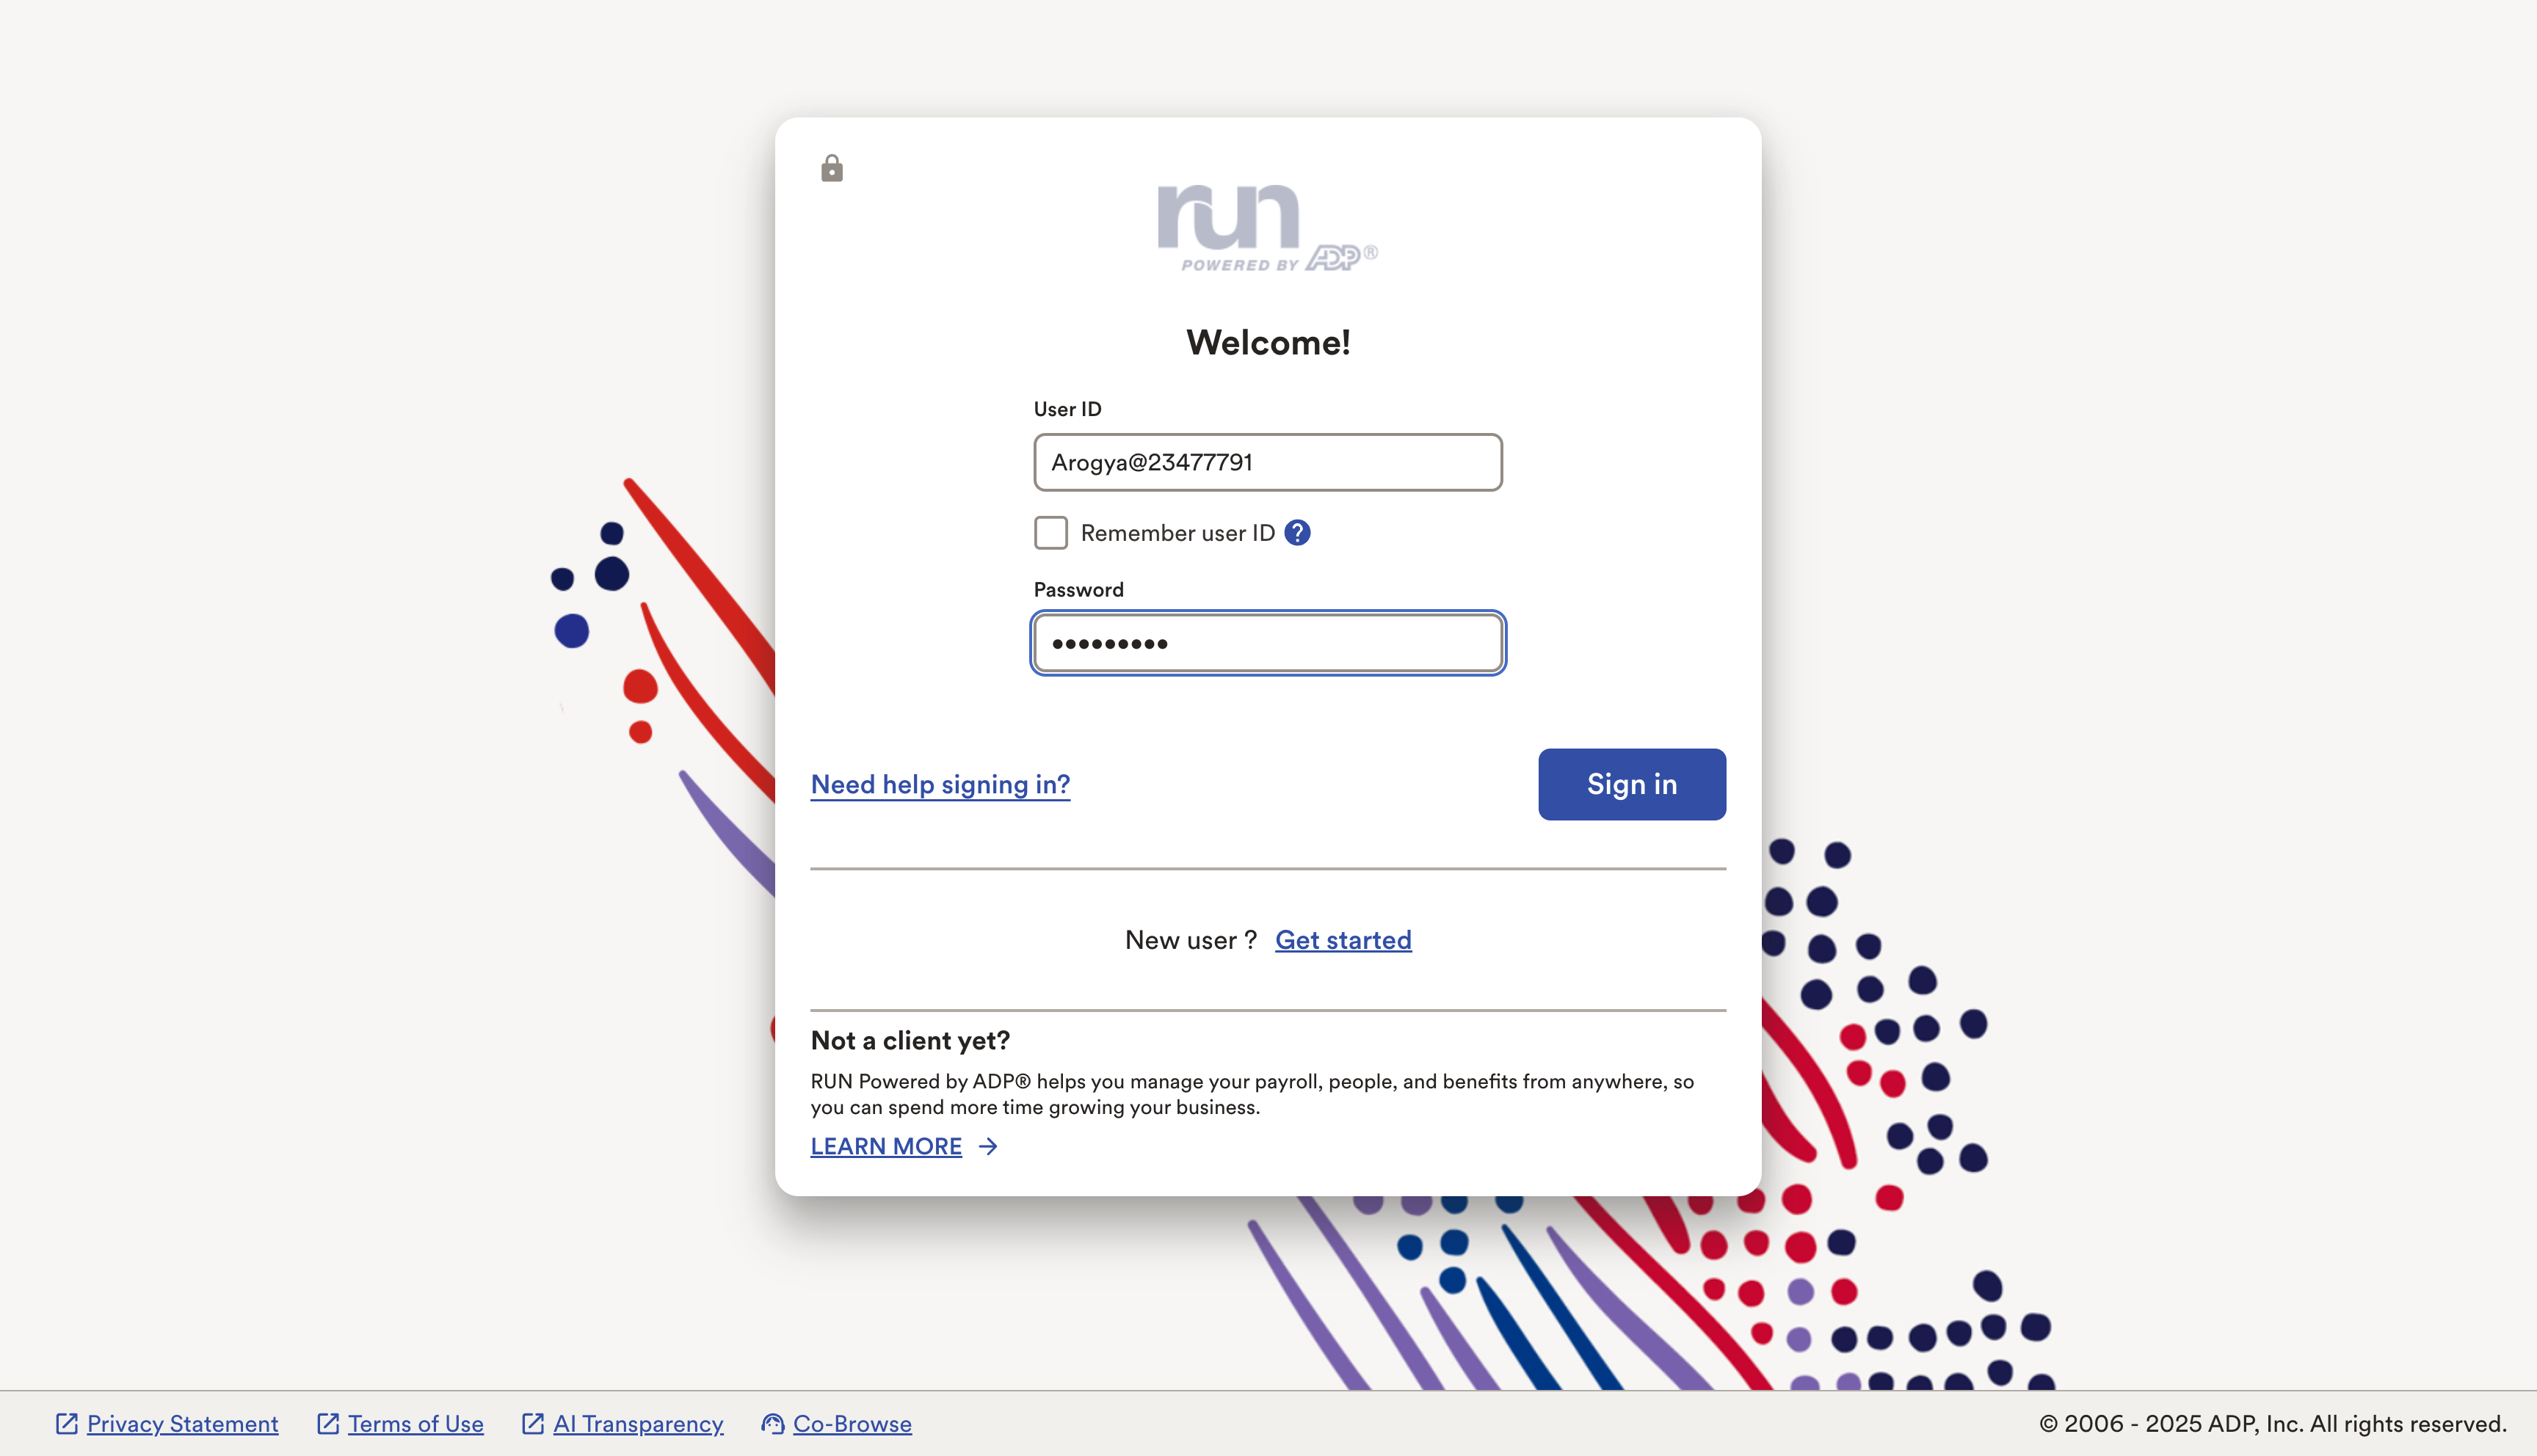 run
POWERED BY ADP®
Welcome!
User ID
Arogya@23477791
Remember user ID ?
Password
•••••••••
Need help signing in?
Sign in
New user ? Get started
Not a client yet?
RUN Powered by ADP® helps you manage your payroll, people, and benefits from anywhere, so
you can spend more time growing your business.
LEARN MORE →
Privacy Statement Terms of Use AI Transparency Co-Browse © 2006 - 2025 ADP, Inc. All rights reserved.